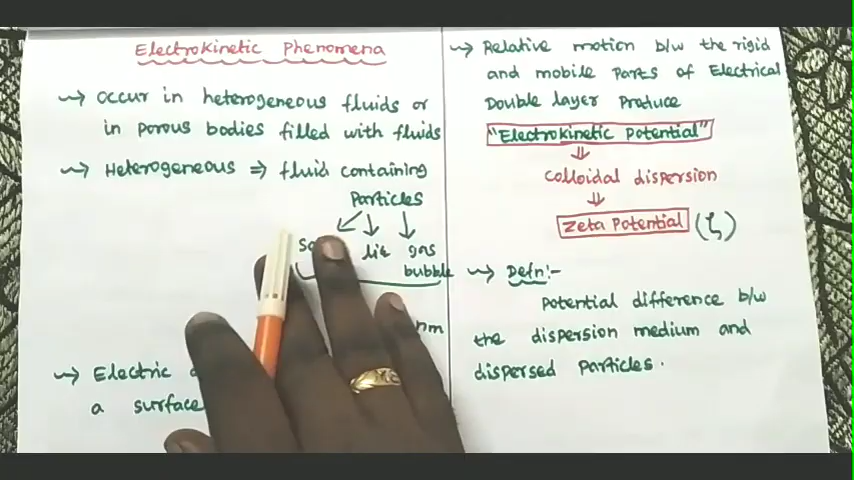 Electrokinetic Phenomena
→ occur in heterogeneous fluids or
in porous bodies filled with fluids
→ Heterogeneous ⇒ fluid containing
Particles
gas
bubble
nm
→ Electric
a surface
→ Relative motion b/w the rigid
and mobile parts of Electrical
Double layer produce
"Electrokinetic Potential"
⇓
colloidal dispersion
⇓
Zeta Potential (ζ)
→ Defn:-
Potential difference b/w
the dispersion medium and
dispersed particles.